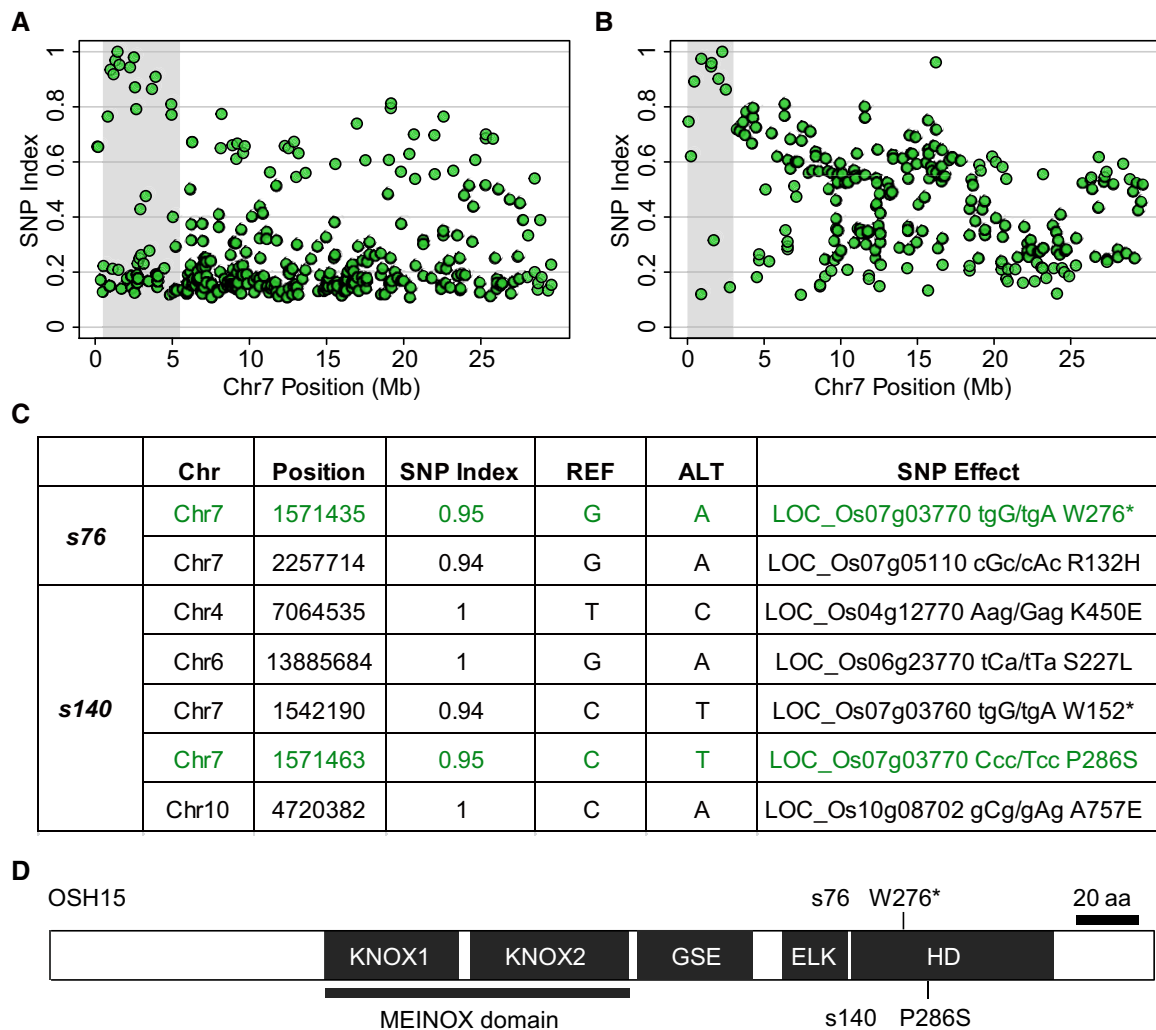 A
SNP Index
0 0.2 0.4 0.6 0.8 1
0 5 10 15 20 25
Chr7 Position (Mb)
B
SNP Index
0 0.2 0.4 0.6 0.8 1
0 5 10 15 20 25
Chr7 Position (Mb)
C
Chr Position SNP Index REF ALT SNP Effect
s76
Chr7 1571435 0.95 G A LOC_Os07g03770 tgG/tgA W276*
Chr7 2257714 0.94 G A LOC_Os07g05110 cGc/cAc R132H
s140
Chr4 7064535 1 T C LOC_Os04g12770 Aag/Gag K450E
Chr6 13885684 1 G A LOC_Os06g23770 tCa/tTa S227L
Chr7 1542190 0.94 C T LOC_Os07g03760 tgG/tgA W152*
Chr7 1571463 0.95 C T LOC_Os07g03770 Ccc/Tcc P286S
Chr10 4720382 1 C A LOC_Os10g08702 gCg/gAg A757E
D
OSH15 s76 W276* 20 aa
KNOX1 KNOX2 GSE ELK HD
MEINOX domain s140 P286S